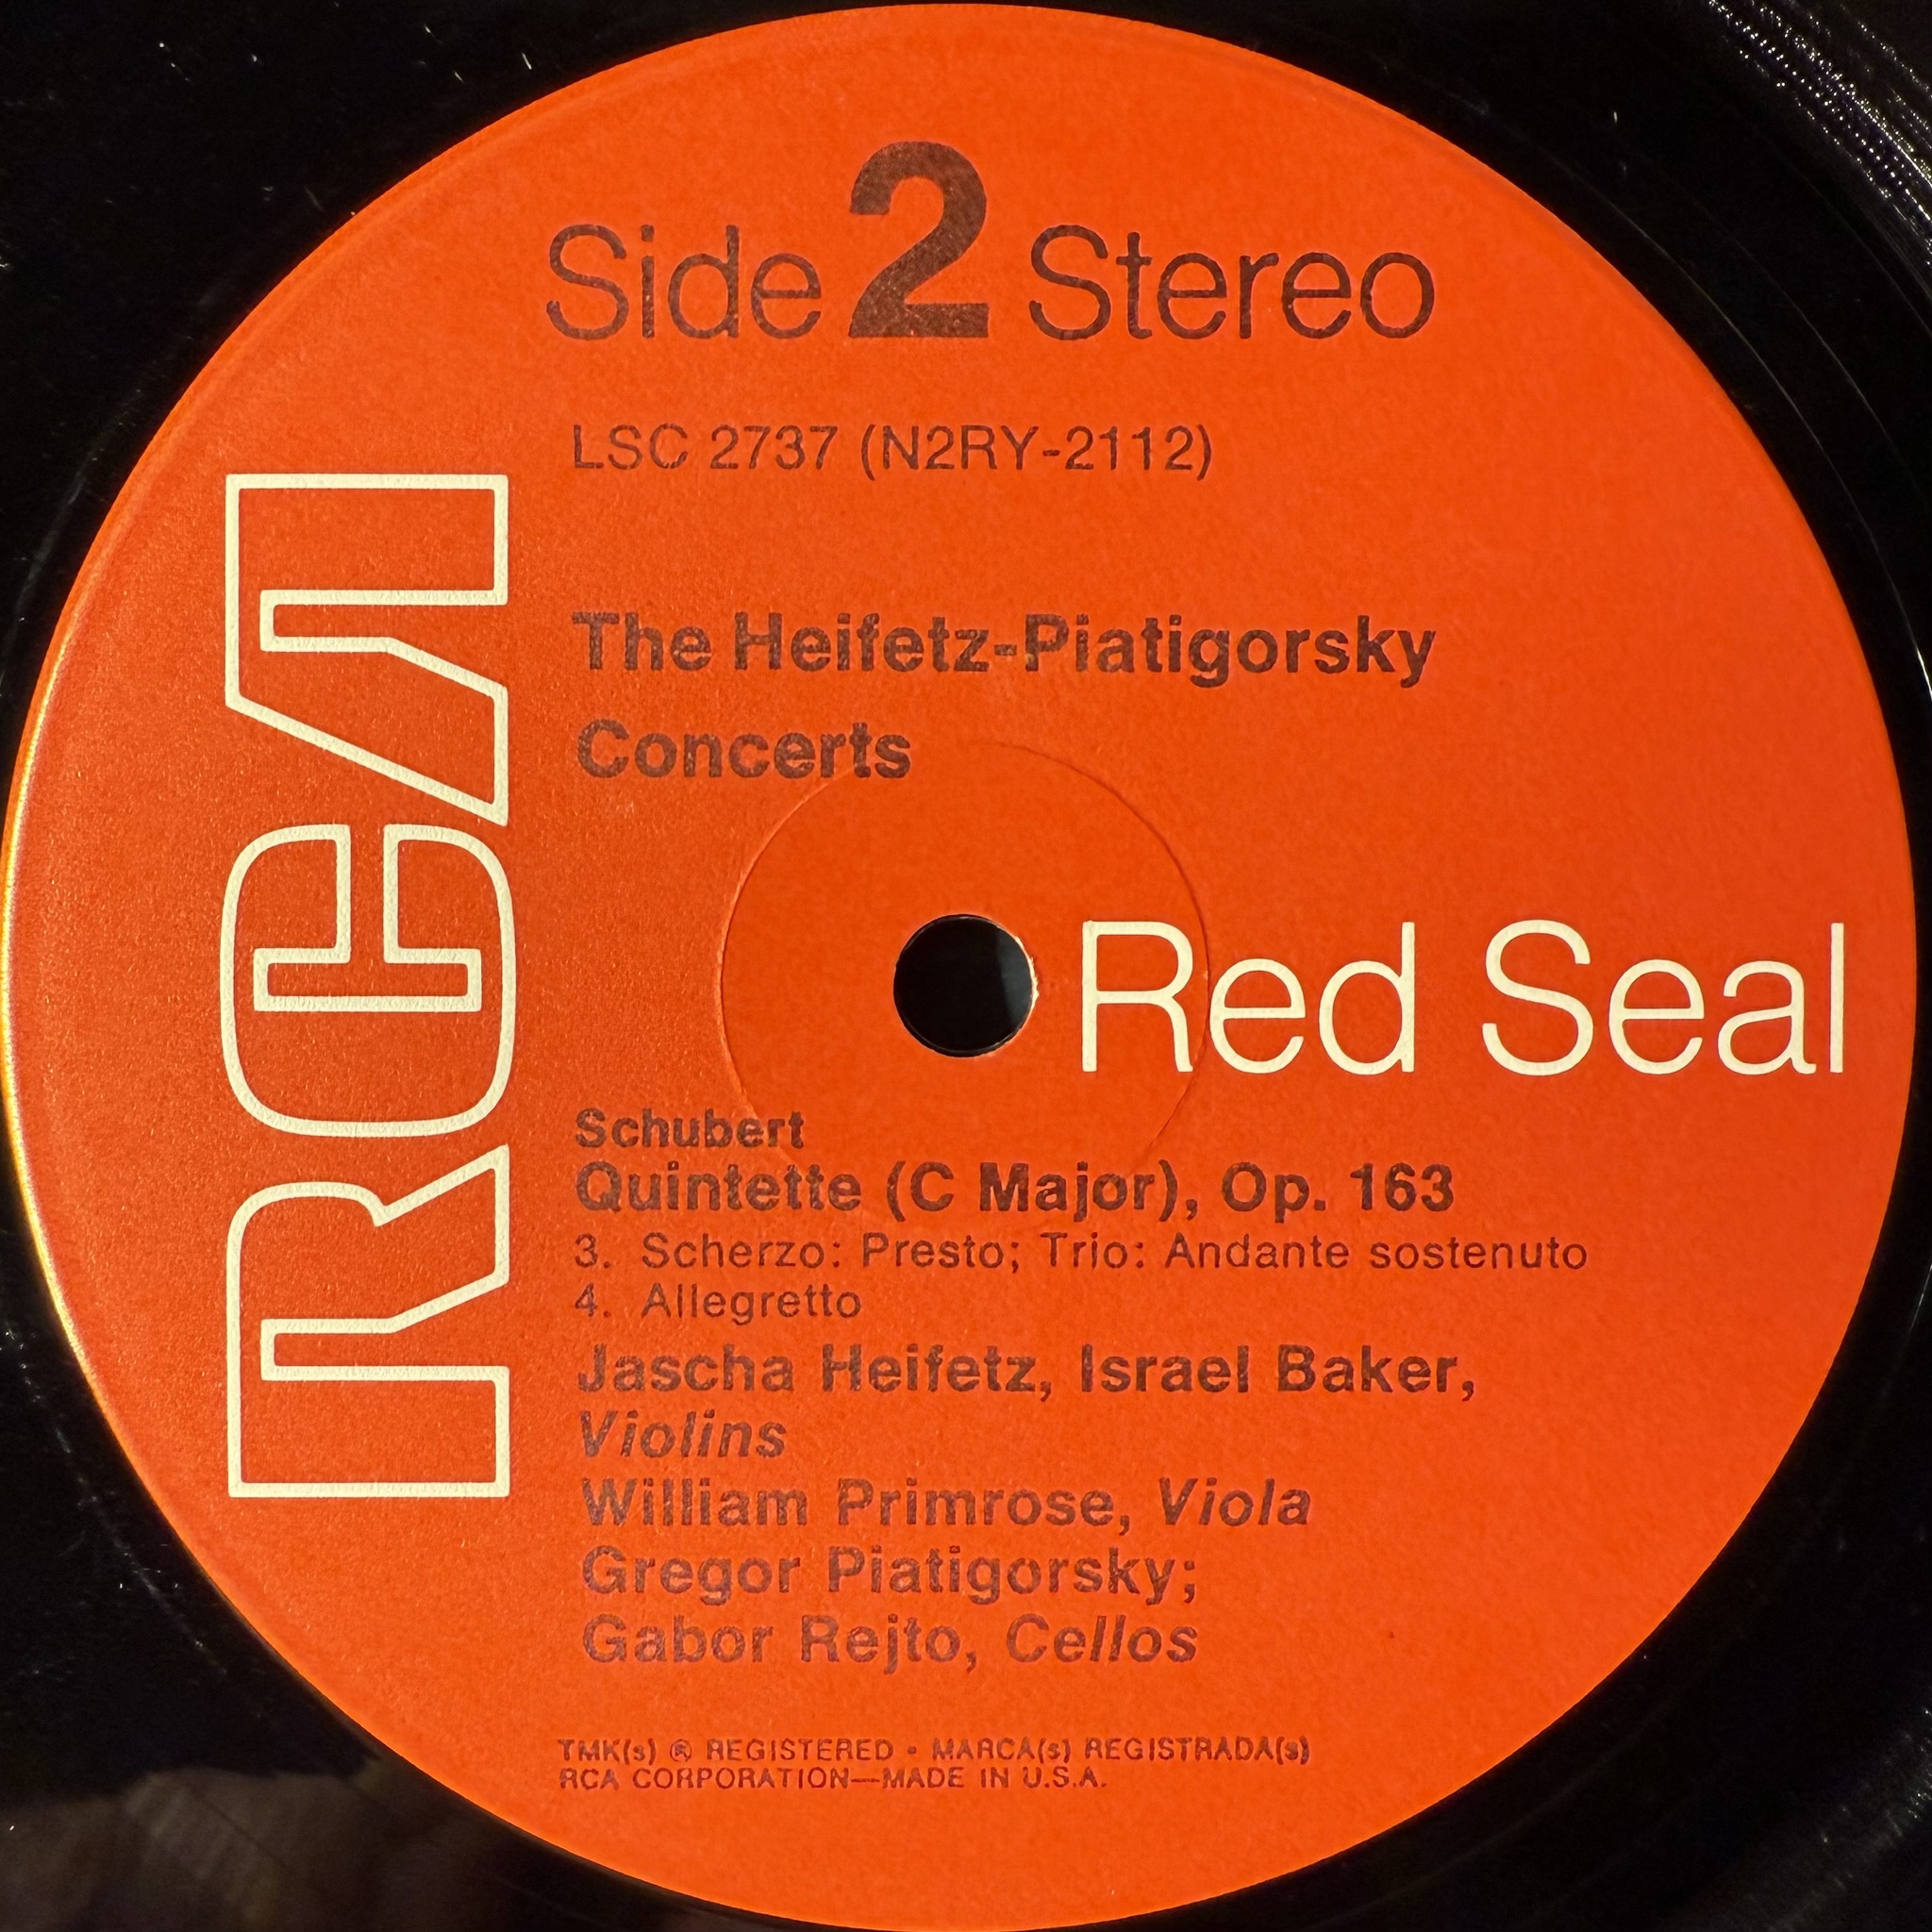 Side 2 Stereo
LSC 2737 (N2RY-2112)
The Heifetz-Piatigorsky
Concerts
RCA
Red Seal
Schubert
Quintette (C Major), Op. 163
3. Scherzo: Presto; Trio: Andante sostenuto
4. Allegretto
Jascha Heifetz, Israel Baker,
Violins
William Primrose, Viola
Gregor Piatigorsky;
Gabor Rejto, Cellos
TMK(s) ® REGISTERED • MARCA(s) REGISTRADA(s)
RCA CORPORATION—MADE IN U.S.A.